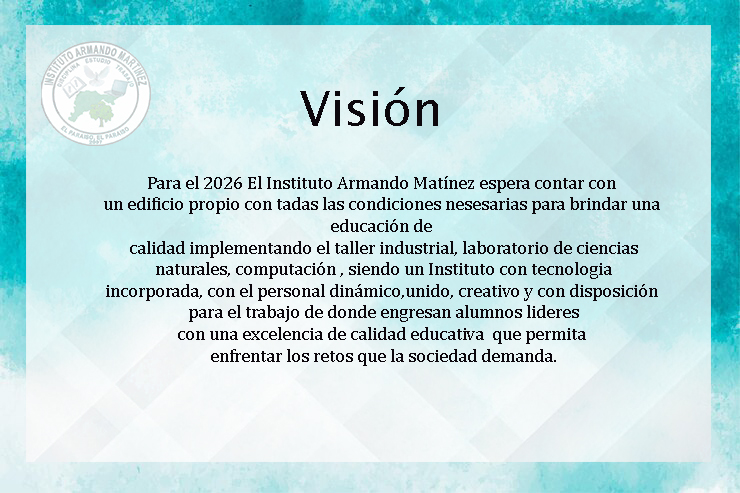 INSTITUTO ARMANDO MARTINEZ
DISCIPLINA ESTUDIO TRABAJO
EL PARAISO, EL PARAISO
Visión
Para el 2026 El Instituto Armando Matínez espera contar con
un edificio propio con tadas las condiciones nesesarias para brindar una
educación de
calidad implementando el taller industrial, laboratorio de ciencias
naturales, computación , siendo un Instituto con tecnologia
incorporada, con el personal dinámico,unido, creativo y con disposición
para el trabajo de donde engresan alumnos lideres
con una excelencia de calidad educativa  que permita
enfrentar los retos que la sociedad demanda.